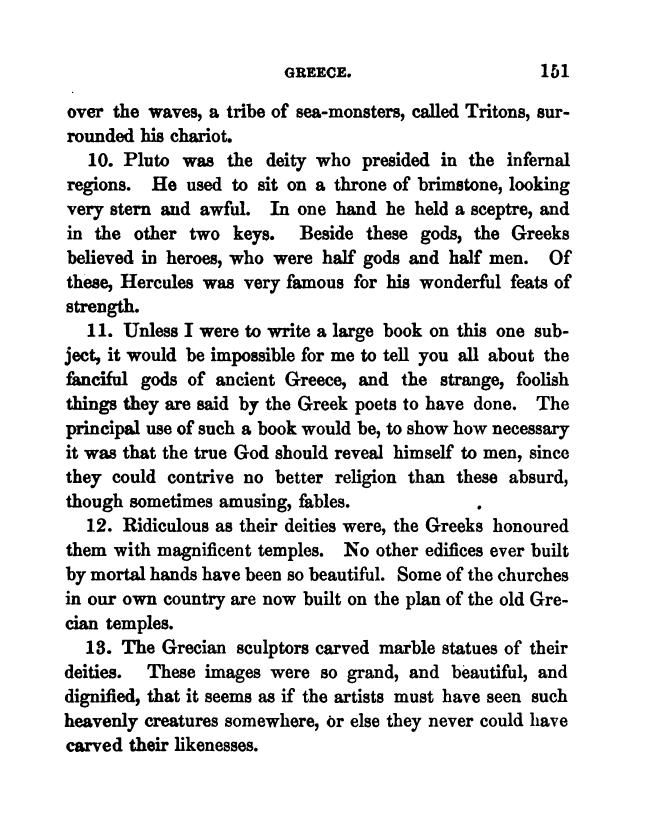 GREECE. 151
over the waves, a tribe of sea-monsters, called Tritons, sur-
rounded his chariot.
10. Pluto was the deity who presided in the infernal
regions. He used to sit on a throne of brimstone, looking
very stern and awful. In one hand he held a sceptre, and
in the other two keys. Beside these gods, the Greeks
believed in heroes, who were half gods and half men. Of
these, Hercules was very famous for his wonderful feats of
strength.
11. Unless I were to write a large book on this one sub-
ject, it would be impossible for me to tell you all about the
fanciful gods of ancient Greece, and the strange, foolish
things they are said by the Greek poets to have done. The
principal use of such a book would be, to show how necessary
it was that the true God should reveal himself to men, since
they could contrive no better religion than these absurd,
though sometimes amusing, fables.
12. Ridiculous as their deities were, the Greeks honoured
them with magnificent temples. No other edifices ever built
by mortal hands have been so beautiful. Some of the churches
in our own country are now built on the plan of the old Gre-
cian temples.
13. The Grecian sculptors carved marble statues of their
deities. These images were so grand, and beautiful, and
dignified, that it seems as if the artists must have seen such
heavenly creatures somewhere, or else they never could have
carved their likenesses.